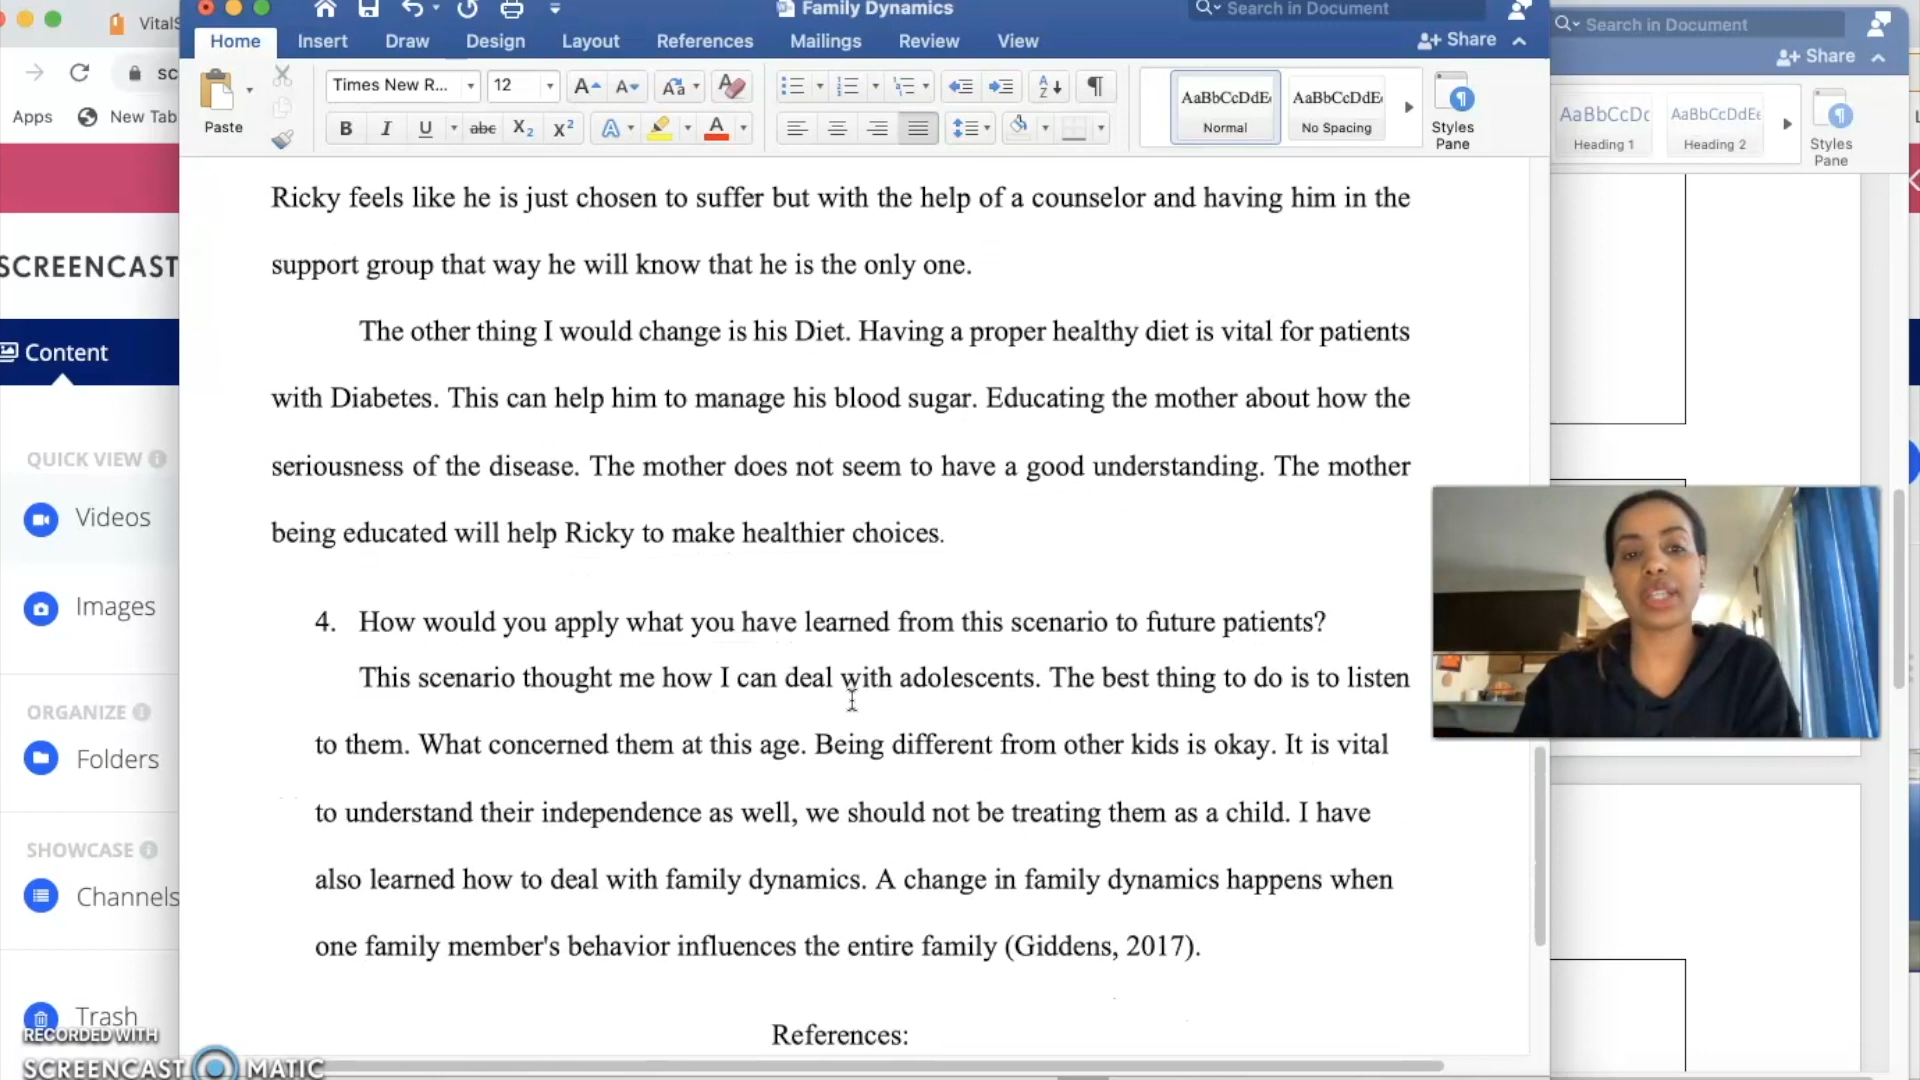 VitalS
Family Dynamics
Search in Document
Search in Document
Home Insert Draw Design Layout References Mailings Review View
Share
Share
sc
Times New R... 12
AaBbCcDdE
AaBbCcDdE
AaBbCcDc
AaBbCcDdEe
Apps New Tab
Paste
B I U abc X2 X2 A A
Normal
No Spacing
Styles Pane
Heading 1
Heading 2
Styles Pane
SCREENCAST
Content
QUICK VIEW
Videos
Images
ORGANIZE
Folders
SHOWCASE
Channels
Trash
Ricky feels like he is just chosen to suffer but with the help of a counselor and having him in the
support group that way he will know that he is the only one.
The other thing I would change is his Diet. Having a proper healthy diet is vital for patients
with Diabetes. This can help him to manage his blood sugar. Educating the mother about how the
seriousness of the disease. The mother does not seem to have a good understanding. The mother
being educated will help Ricky to make healthier choices.
4. How would you apply what you have learned from this scenario to future patients?
This scenario thought me how I can deal with adolescents. The best thing to do is to listen
to them. What concerned them at this age. Being different from other kids is okay. It is vital
to understand their independence as well, we should not be treating them as a child. I have
also learned how to deal with family dynamics. A change in family dynamics happens when
one family member's behavior influences the entire family (Giddens, 2017).
References:
RECORDED WITH
SCREENCAST MATIC